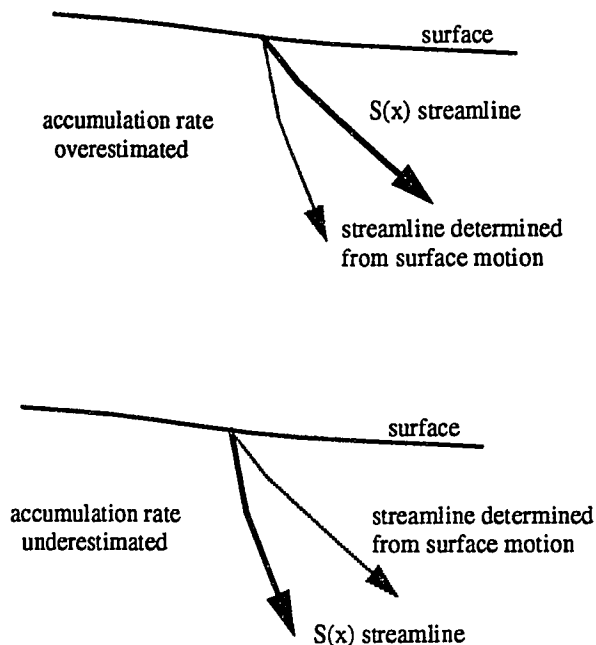 surface
S(x) streamline
accumulation rate
overestimated
streamline determined
from surface motion
surface
accumulation rate
underestimated
streamline determined
from surface motion
S(x) streamline